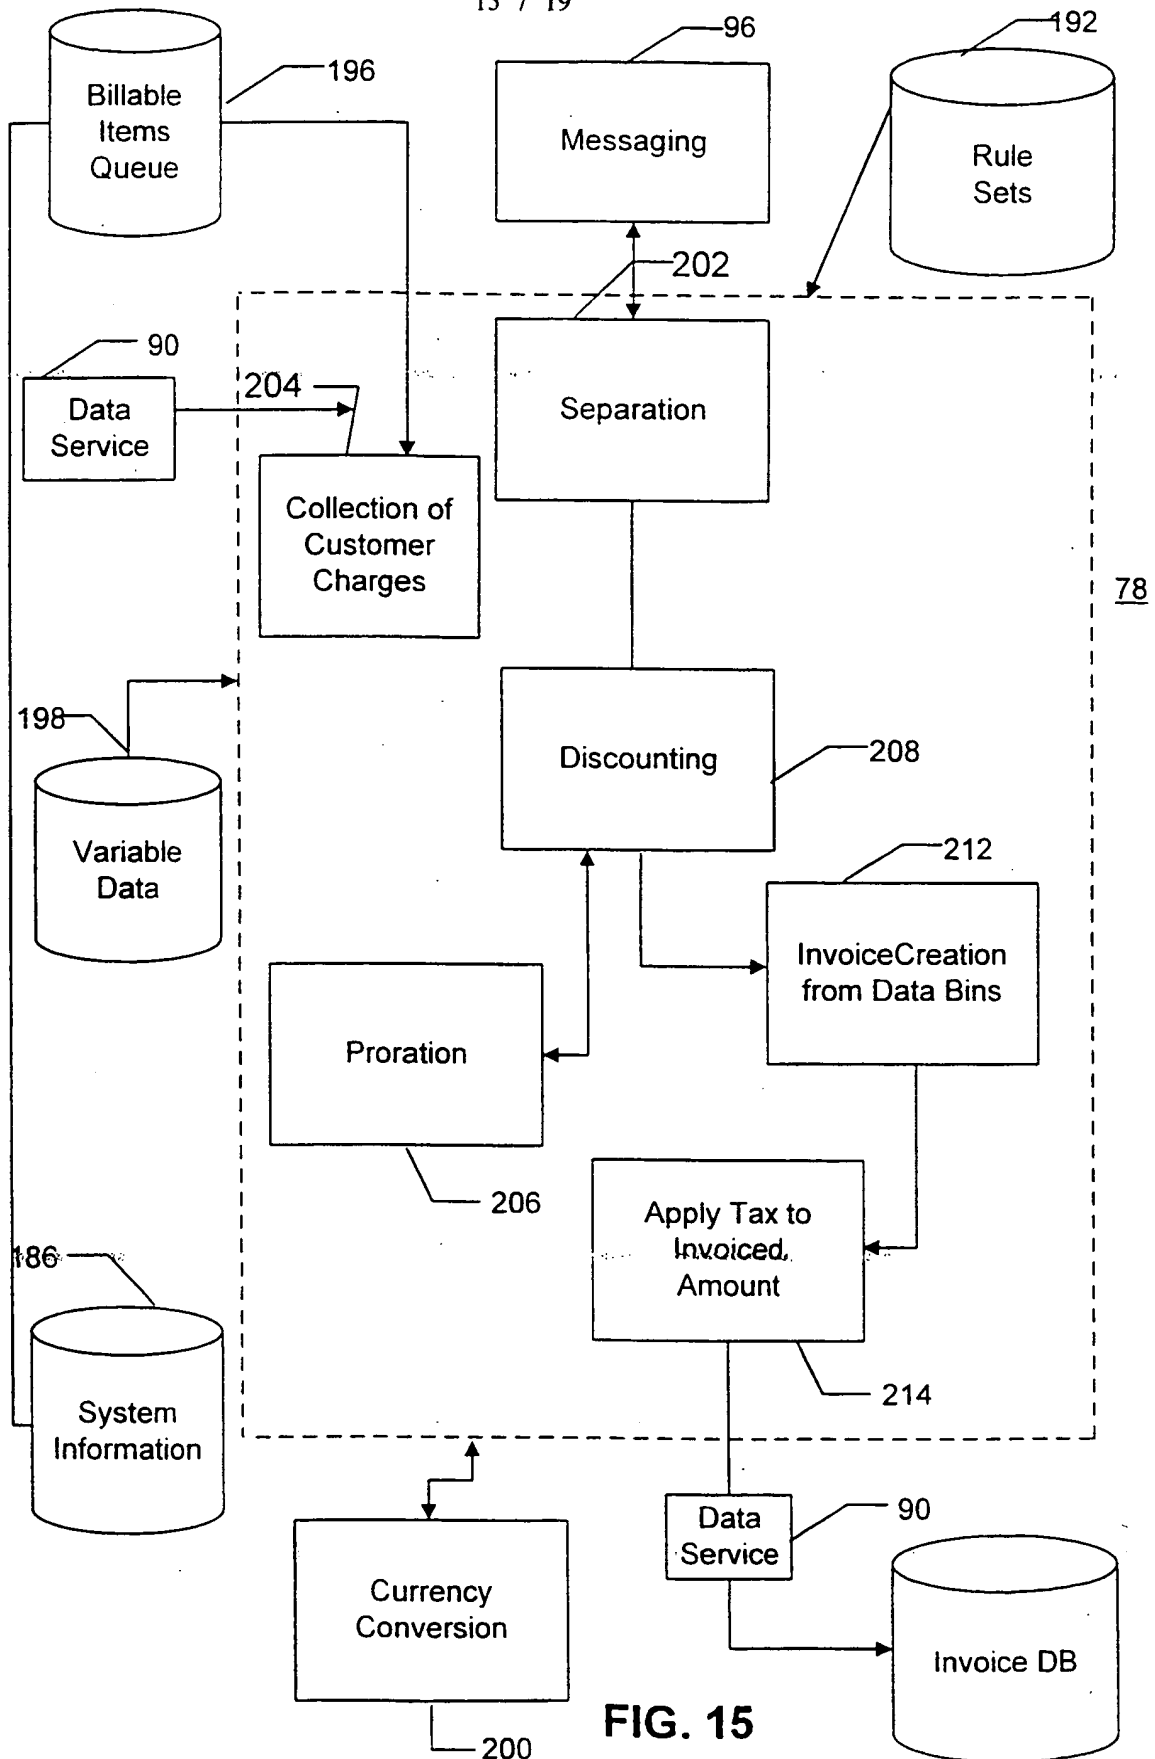 15 / 19
196
Billable
Items
Queue
96
Messaging
192
Rule
Sets
202
90
Data
Service
204
Separation
Collection of
Customer
Charges
78
198
Variable
Data
Discounting
208
212
InvoiceCreation
from Data Bins
Proration
206
Apply Tax to
Invoiced
Amount
214
186
System
Information
Data
Service
90
Currency
Conversion
200
Invoice DB
FIG. 15